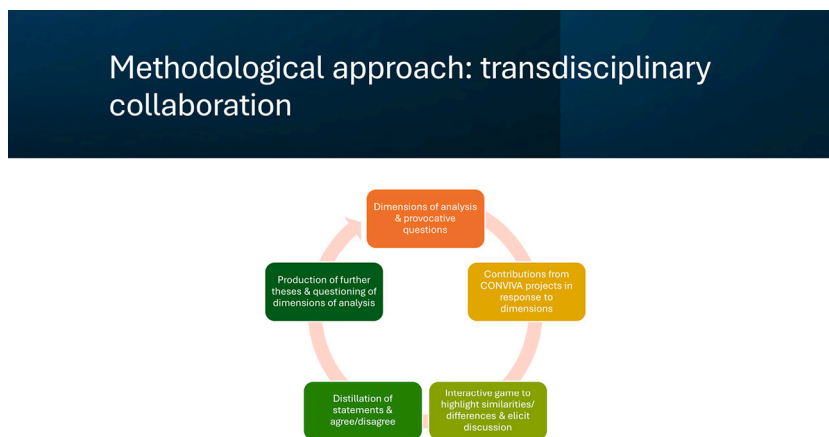 Methodological approach: transdisciplinary
collaboration
Dimensions of analysis
& provocative
questions
Contributions from
CONVIVA projects in
response to
dimensions
Interactive game to
highlight similarities/
differences & elicit
discussion
Distillation of
statements &
agree/disagree
Production of further
theses & questioning of
dimensions of analysis